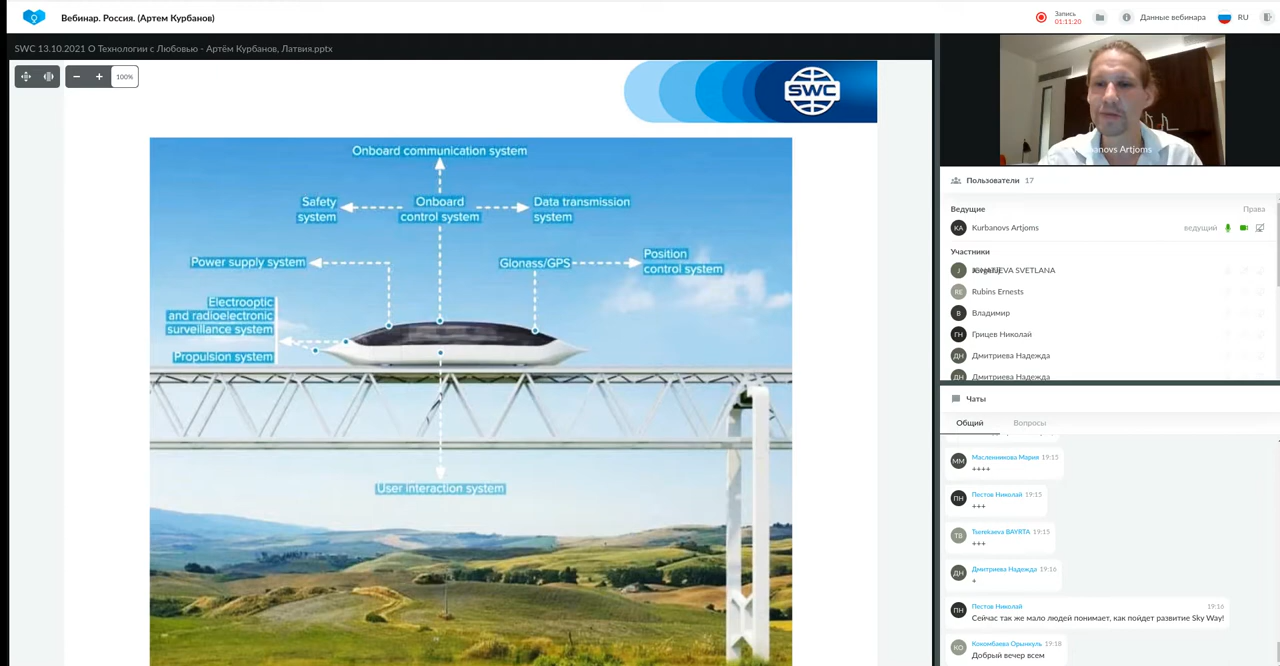 Вебинар. Россия. (Артем Курбанов)
Запись
01:11:20
Данные вебинара
RU
SWC 13.10.2021 О Технологии с Любовью - Артём Курбанов, Латвия.pptx
100%
SWC
Onboard communication system
Safety
system
Onboard
control system
Data transmission
system
Power supply system
Glonass/GPS
Position
control system
Electrooptic
and radioelectronic
surveillance system
Propulsion system
User interaction system
Artjoms
Пользователи 17
Ведущие
Права
KA
Kurbanovs Artjoms
ведущий
Участники
J
SVETLANA
RE
Rubins Ernests
В
Владимир
ГН
Грицев Николай
ДН
Дмитриева Надежда
ДН
Дмитриева Надежда
Чаты
Общий
Вопросы
ММ
Масленникова Мария 19:15
++++
ПН
Пестов Николай 19:15
+++
TB
Tserekaeva BAYRTA 19:15
+++
ДН
Дмитриева Надежда 19:16
+
ПН
Пестов Николай 19:16
Сейчас так же мало людей понимает, как пойдет развитие Sky Way!
КО
Кокомбаева Орынкуль 19:18
Добрый вечер всем